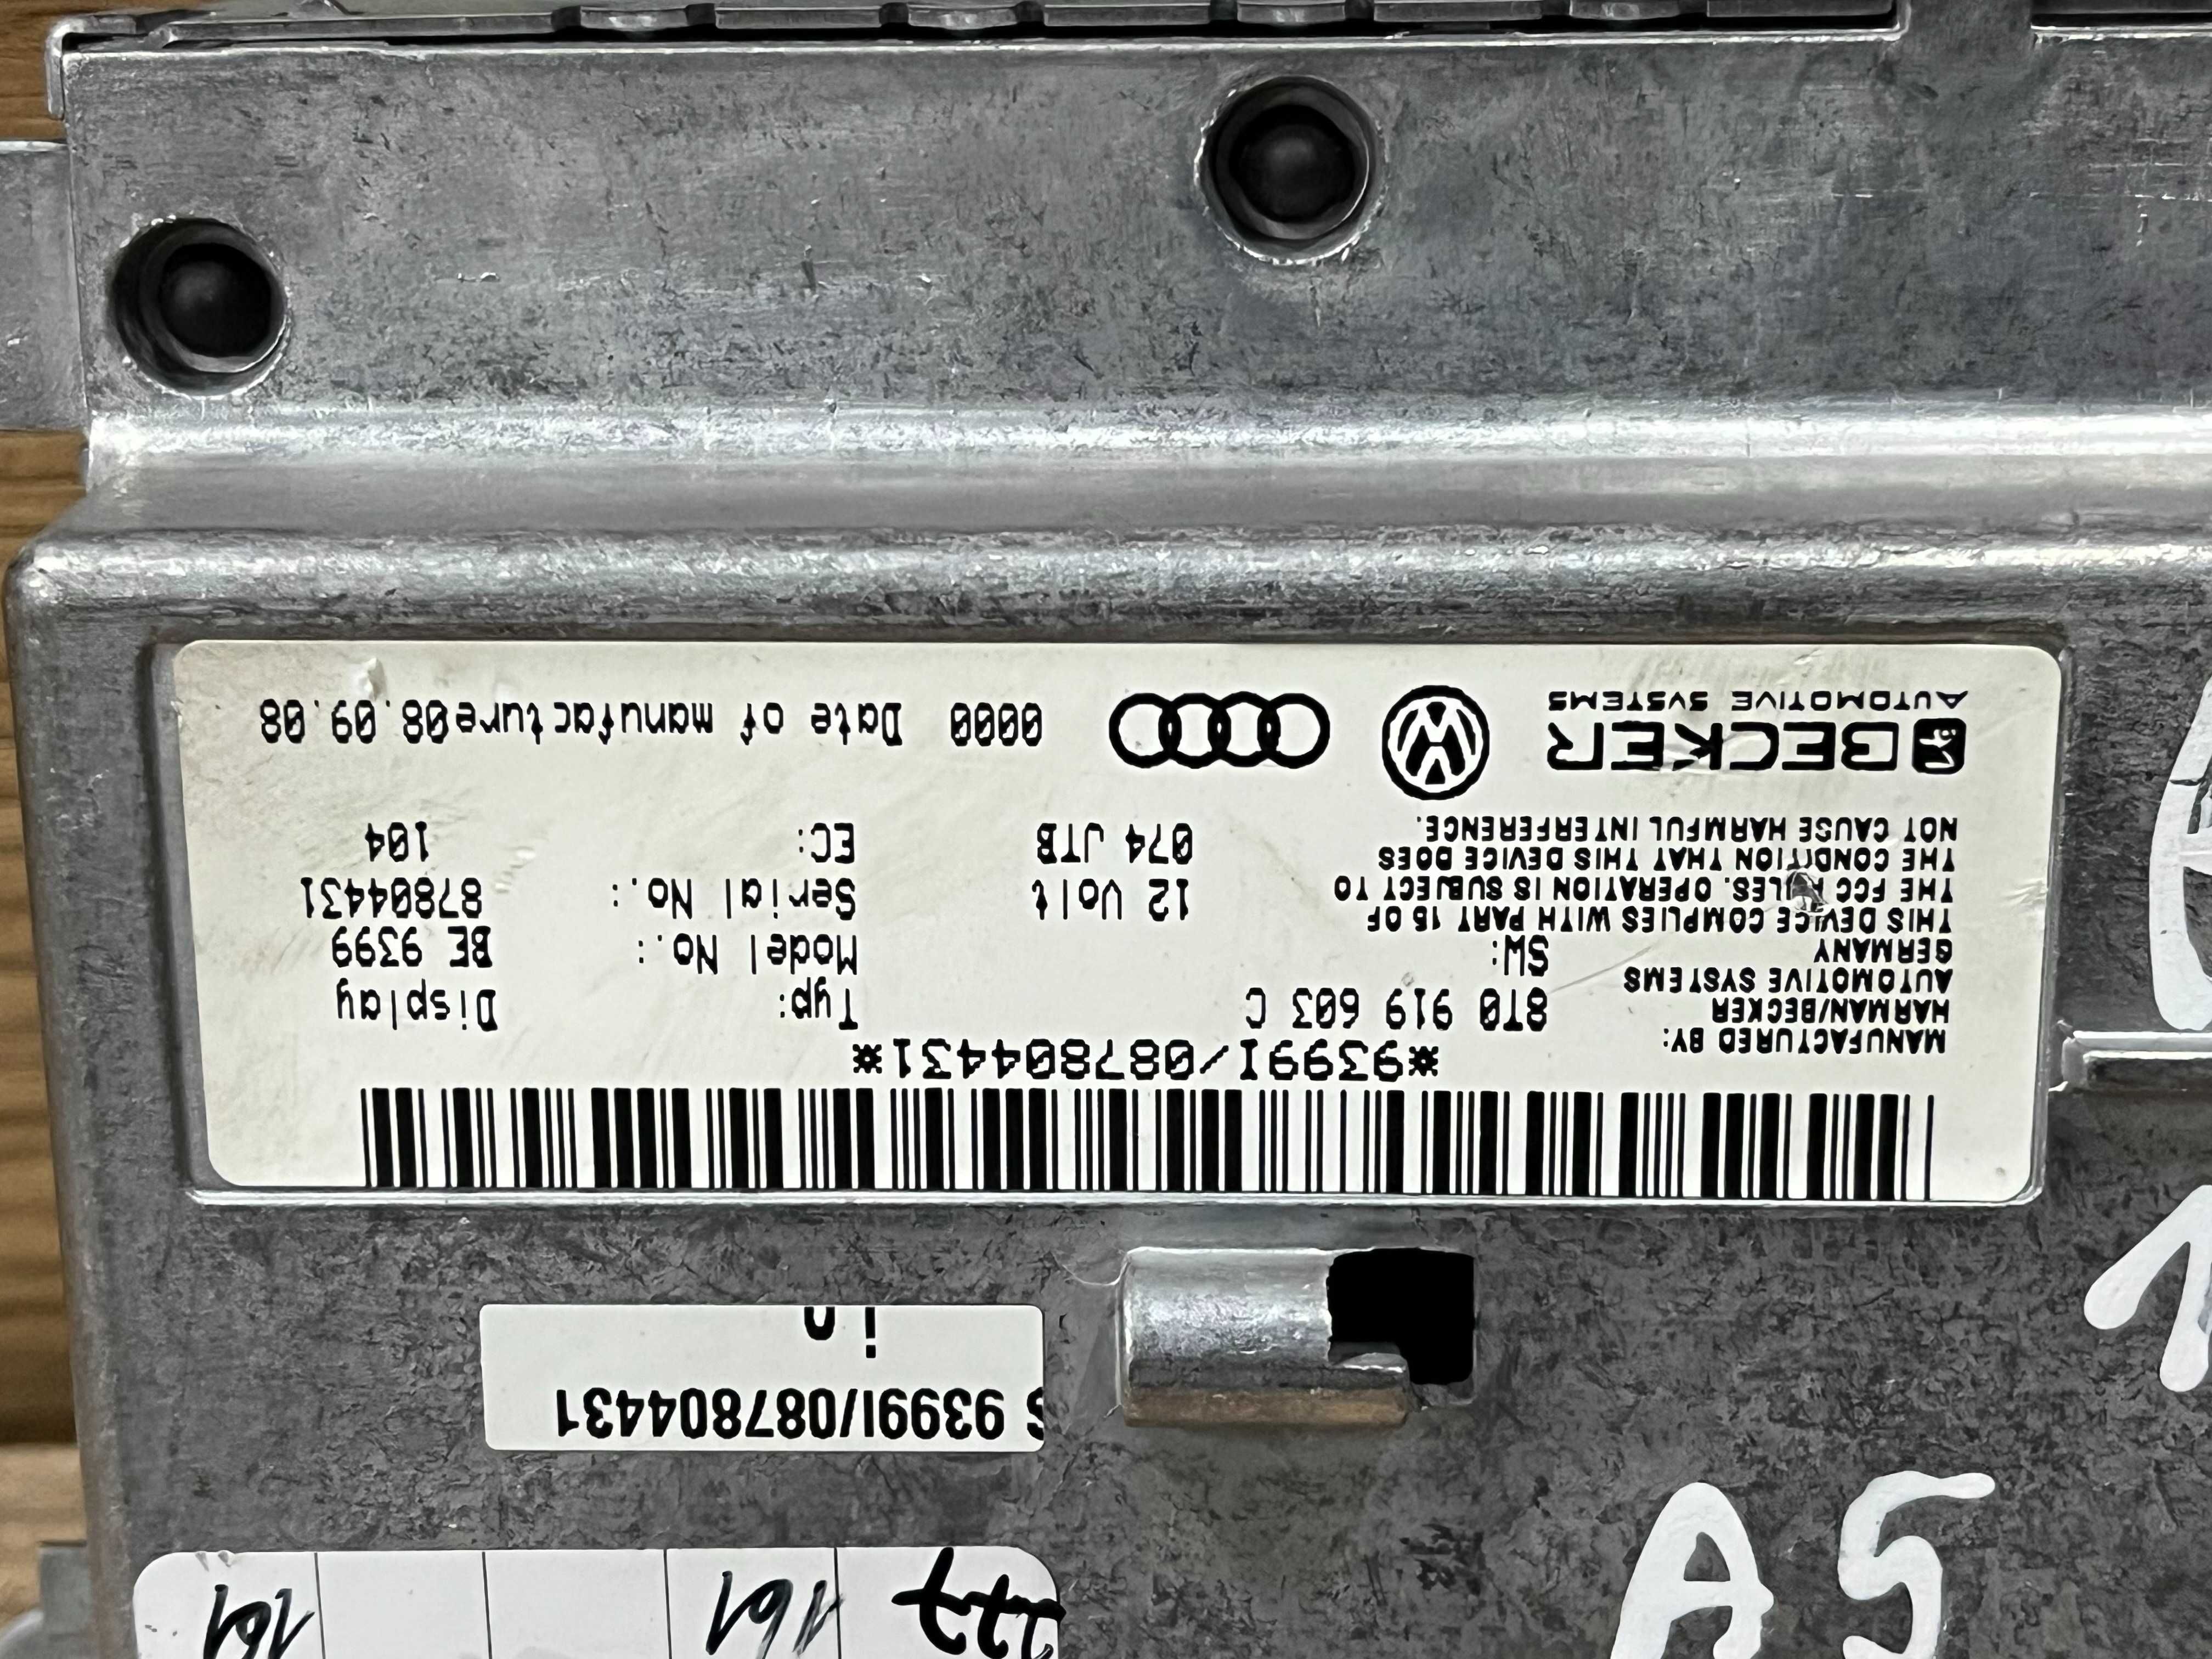 *9399I/087804431*
MANUFACTURED BY:
HARMAN/BECKER
AUTOMOTIVE SYSTEMS
GERMANY
THIS DEVICE COMPLIES WITH PART 15 OF
THE FCC RULES. OPERATION IS SUBJECT TO
THE CONDITION THAT THIS DEVICE DOES
NOT CAUSE HARMFUL INTERFERENCE.
8T0 919 603 C
SW:
12 Volt
074 JTB
Typ: Display
Model No.: BE 9399
Serial No.: 87804431
EC: 104
BECKER
AUTOMOTIVE SYSTEMS
0000 Date of manufacture08.09.08
9399I/087804431
in
A5